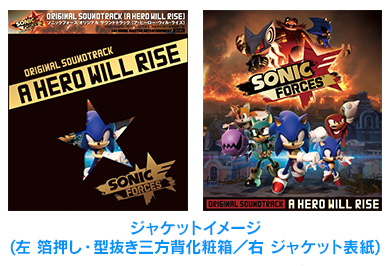 ORIGINAL SOUNDTRACK [A HERO WILL RISE]
ソニックフォース オリジナル サウンドトラック [ア・ヒーロー・ウィル・ライズ]
SONIC FORCES
ORIGINAL SOUNDTRACK
A HERO WILL RISE
SONIC
FORCES
SONIC
FORCES
ORIGINAL SOUNDTRACK A HERO WILL RISE
ジャケットイメージ
(左 箔押し・型抜き三方背化粧箱／右 ジャケット表紙)